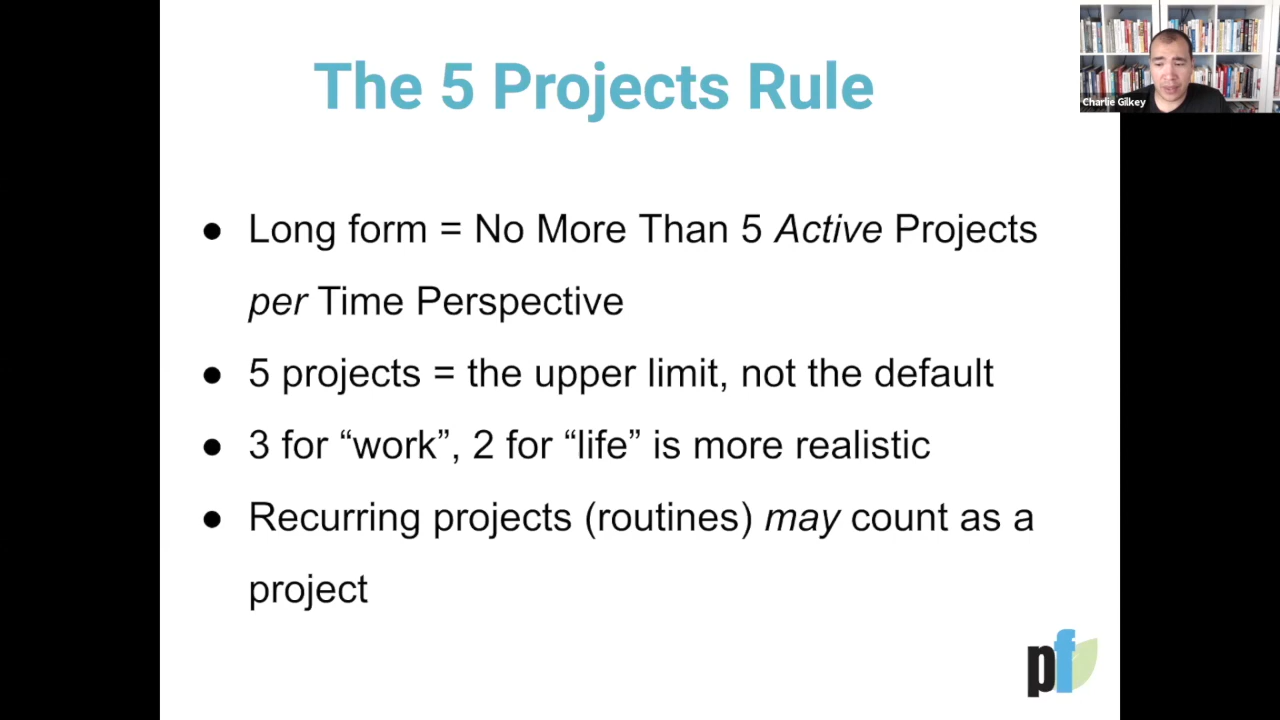 The 5 Projects Rule
Charlie Gilkey
● Long form = No More Than 5 Active Projects
per Time Perspective
● 5 projects = the upper limit, not the default
● 3 for “work”, 2 for “life” is more realistic
● Recurring projects (routines) may count as a
project
pf